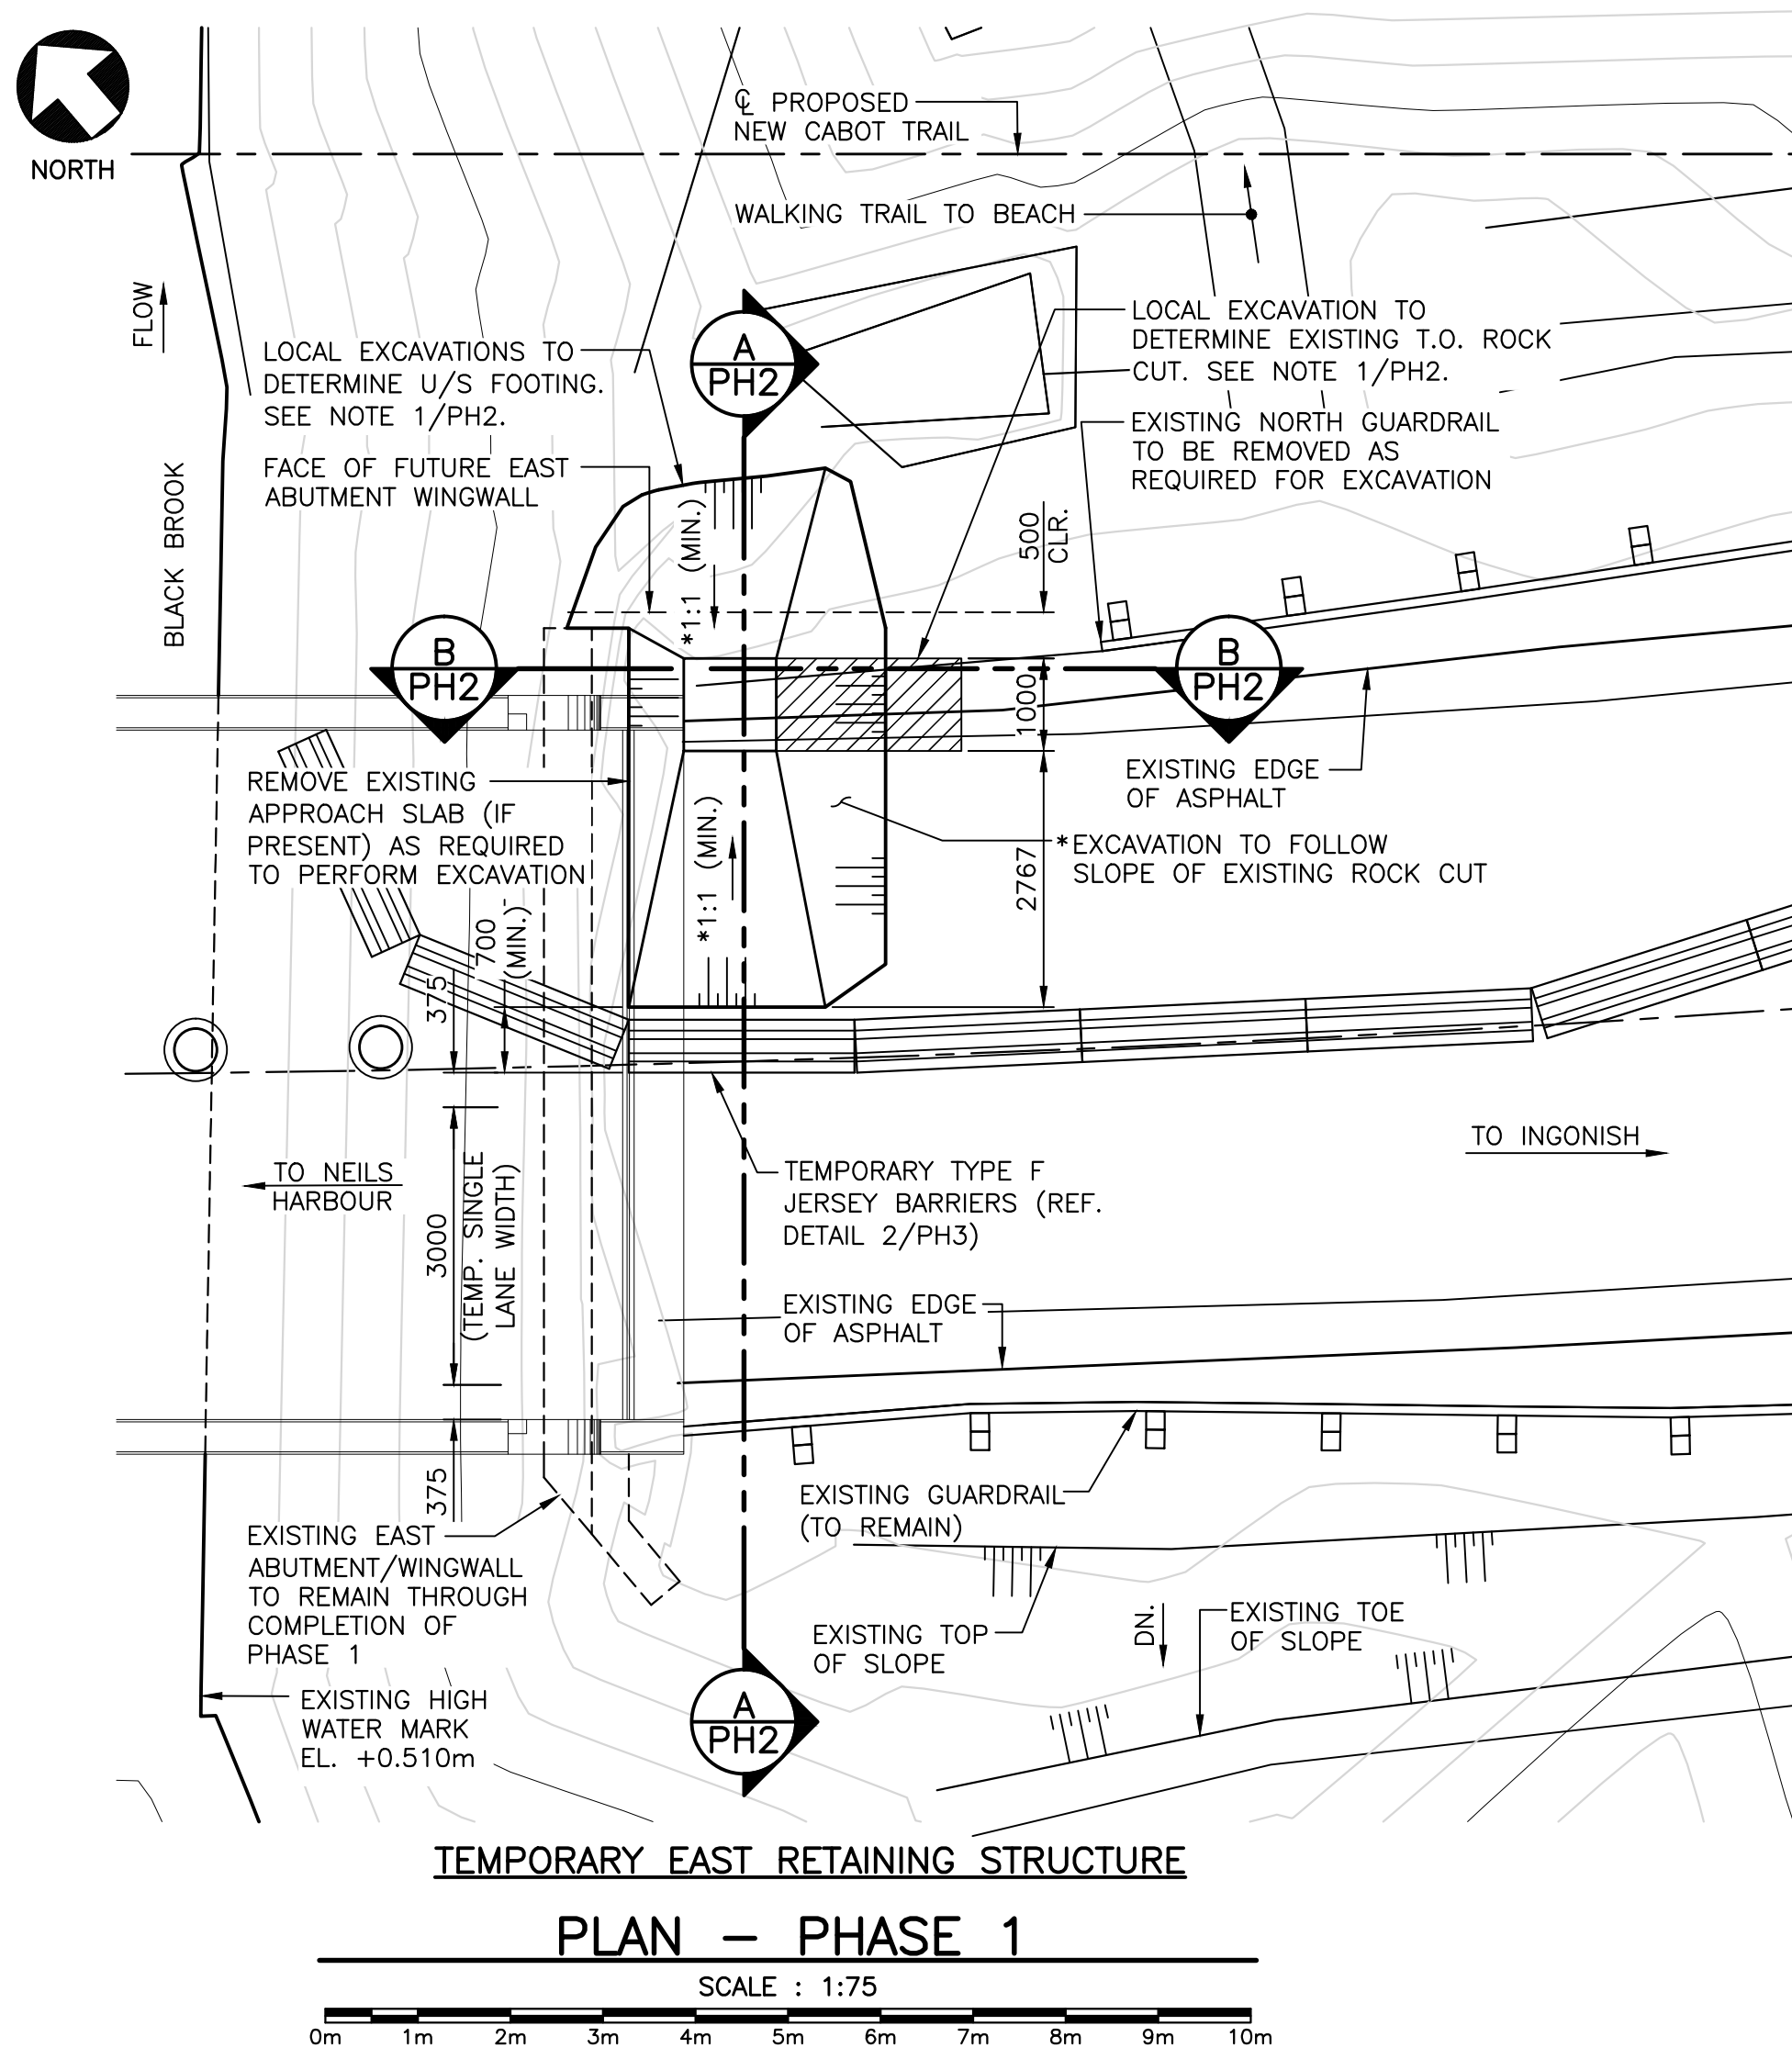 NORTH
℄ PROPOSED
NEW CABOT TRAIL
WALKING TRAIL TO BEACH
FLOW
BLACK BROOK
LOCAL EXCAVATIONS TO
DETERMINE U/S FOOTING.
SEE NOTE 1/PH2.
FACE OF FUTURE EAST
ABUTMENT WINGWALL
A
PH2
LOCAL EXCAVATION TO
DETERMINE EXISTING T.O. ROCK
CUT. SEE NOTE 1/PH2.
EXISTING NORTH GUARDRAIL
TO BE REMOVED AS
REQUIRED FOR EXCAVATION
*1:1 (MIN.)
500
CLR.
B
PH2
B
PH2
1000
EXISTING EDGE
OF ASPHALT
REMOVE EXISTING
APPROACH SLAB (IF
PRESENT) AS REQUIRED
TO PERFORM EXCAVATION
*1:1 (MIN.)
*EXCAVATION TO FOLLOW
SLOPE OF EXISTING ROCK CUT
2767
700
(MIN.)
375
TO NEILS
HARBOUR
3000
(TEMP. SINGLE
LANE WIDTH)
TO INGONISH
TEMPORARY TYPE F
JERSEY BARRIERS (REF.
DETAIL 2/PH3)
EXISTING EDGE
OF ASPHALT
375
EXISTING GUARDRAIL
(TO REMAIN)
EXISTING EAST
ABUTMENT/WINGWALL
TO REMAIN THROUGH
COMPLETION OF
PHASE 1
EXISTING TOP
OF SLOPE
DN.
EXISTING TOE
OF SLOPE
EXISTING HIGH
WATER MARK
EL. +0.510m
A
PH2
TEMPORARY EAST RETAINING STRUCTURE
PLAN – PHASE 1
SCALE : 1:75
0m 1m 2m 3m 4m 5m 6m 7m 8m 9m 10m